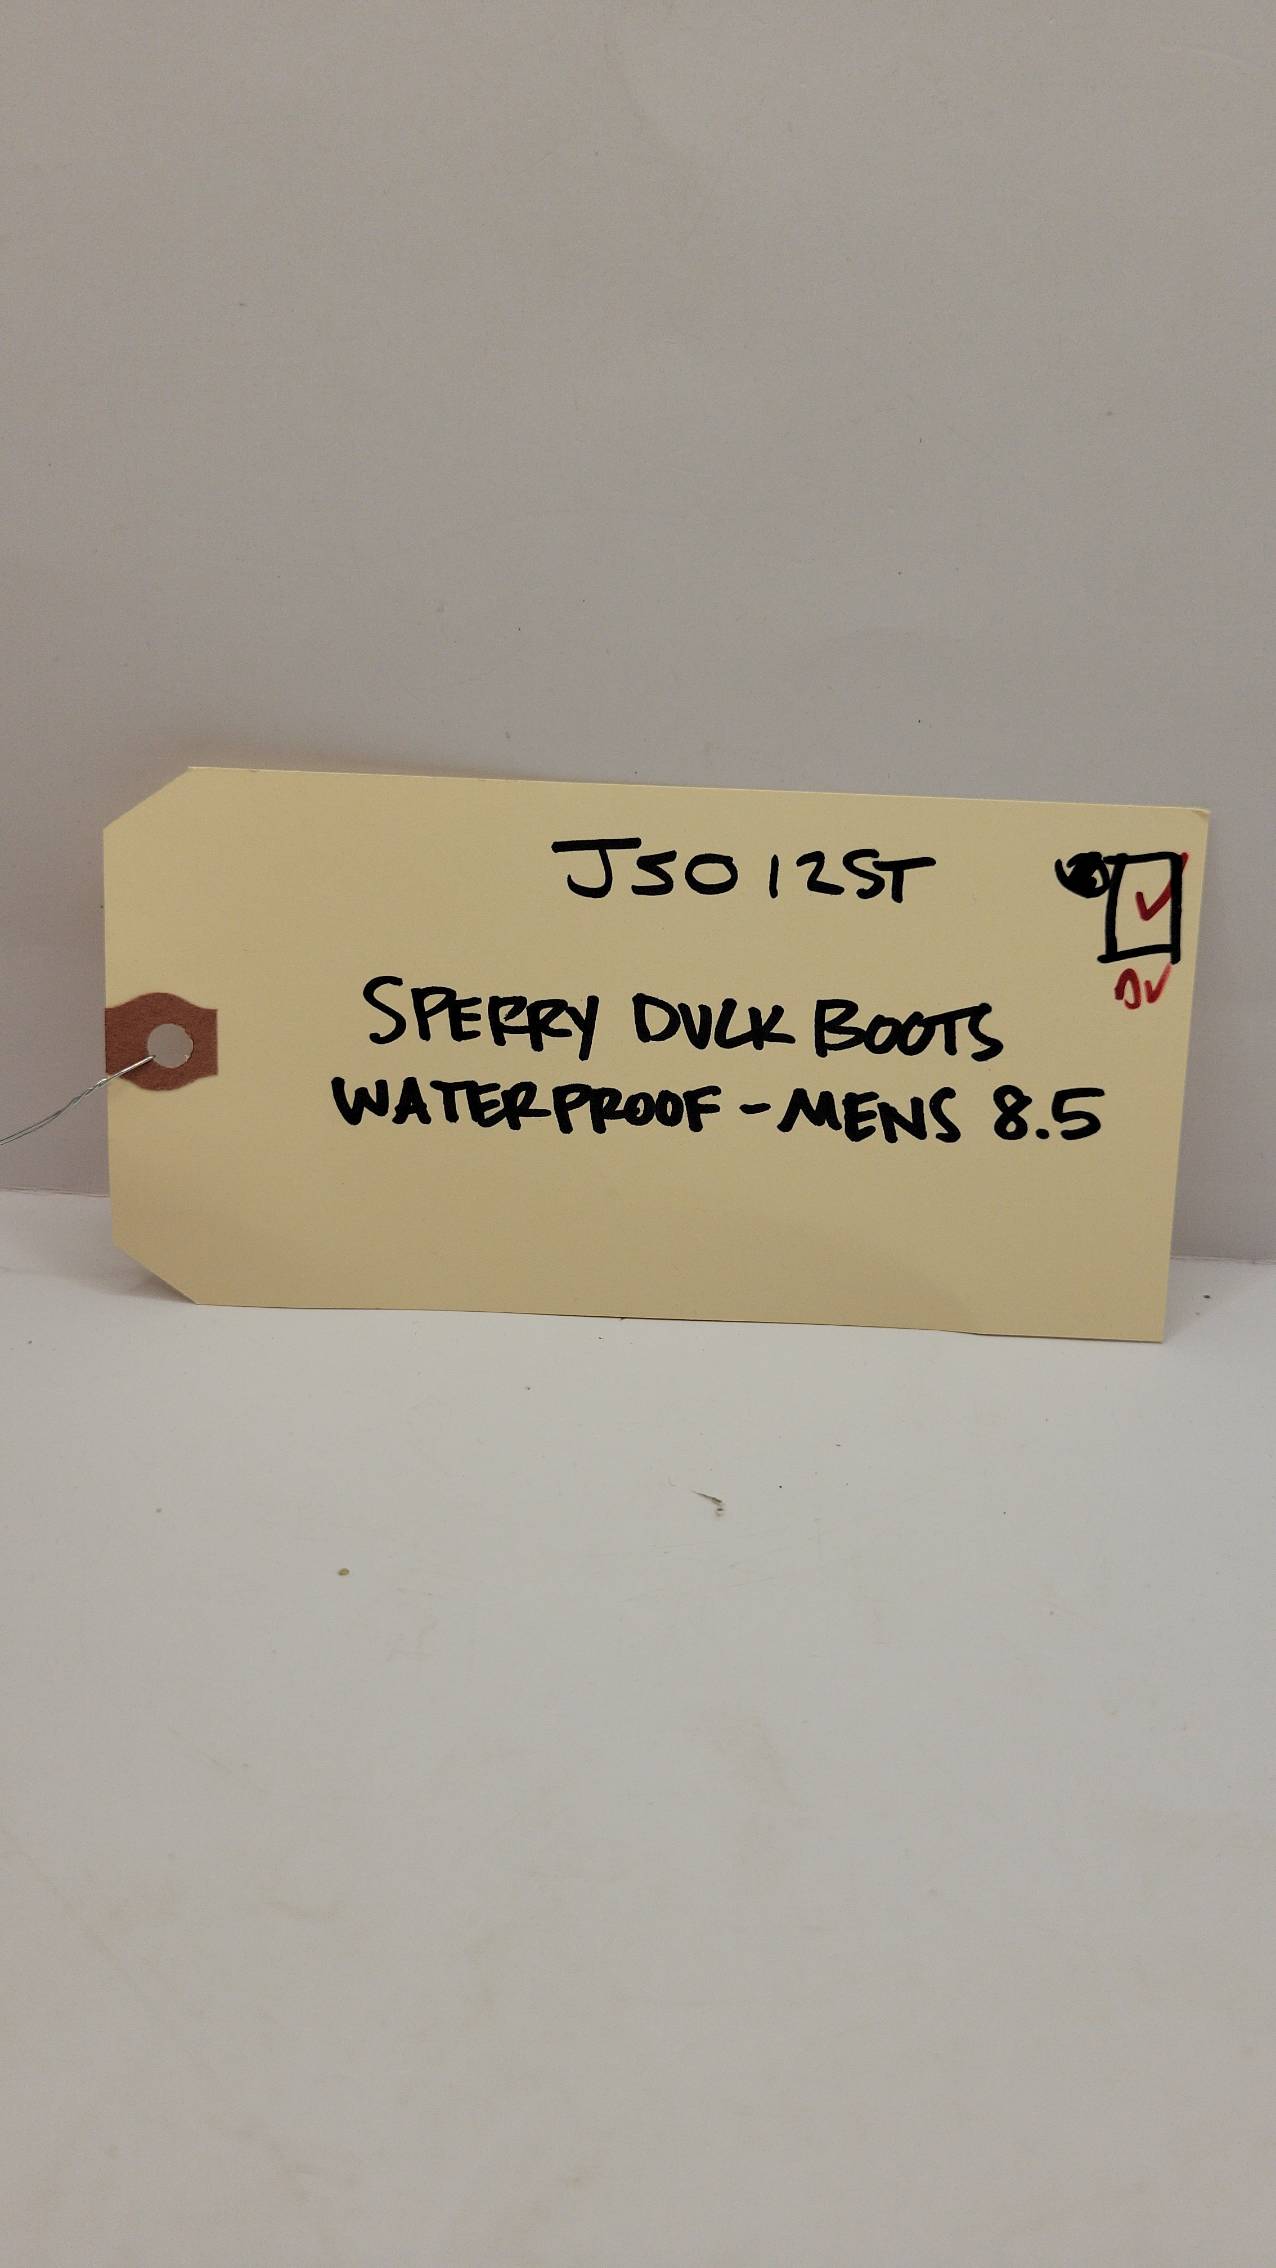 J5012ST
SPERRY DUCK BOOTS
WATERPROOF - MENS 8.5